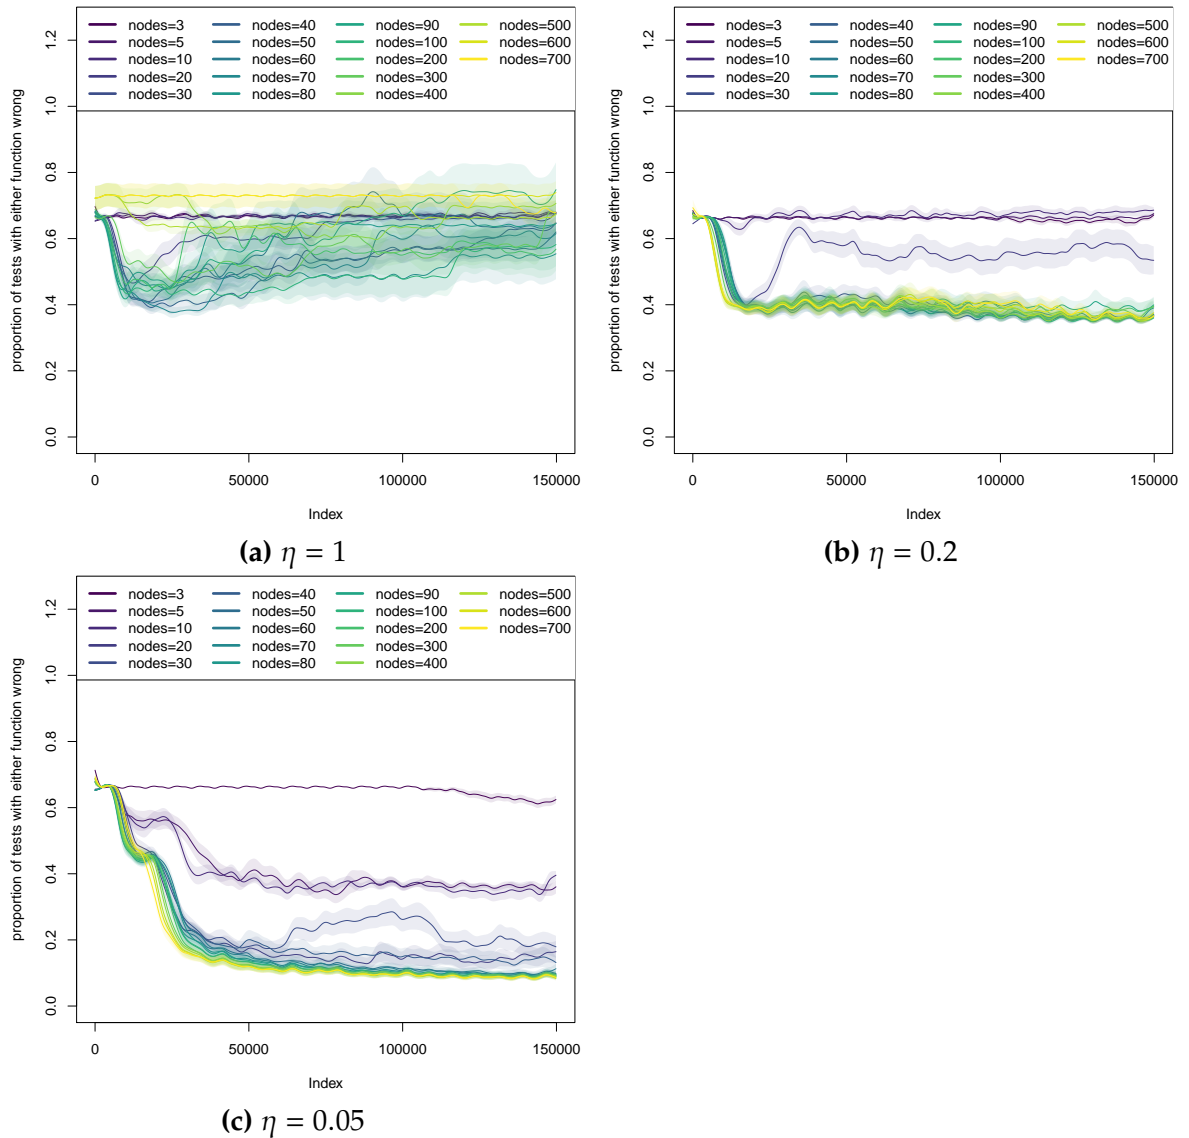 nodes=3 nodes=40 nodes=90 nodes=500
nodes=5 nodes=50 nodes=100 nodes=600
nodes=10 nodes=60 nodes=200 nodes=700
nodes=20 nodes=70 nodes=300
nodes=30 nodes=80 nodes=400
proportion of tests with either function wrong
1.2
1.0
0.8
0.6
0.4
0.2
0.0
0 50000 100000 150000
Index
(a) η = 1
nodes=3 nodes=40 nodes=90 nodes=500
nodes=5 nodes=50 nodes=100 nodes=600
nodes=10 nodes=60 nodes=200 nodes=700
nodes=20 nodes=70 nodes=300
nodes=30 nodes=80 nodes=400
proportion of tests with either function wrong
1.2
1.0
0.8
0.6
0.4
0.2
0.0
0 50000 100000 150000
Index
(b) η = 0.2
nodes=3 nodes=40 nodes=90 nodes=500
nodes=5 nodes=50 nodes=100 nodes=600
nodes=10 nodes=60 nodes=200 nodes=700
nodes=20 nodes=70 nodes=300
nodes=30 nodes=80 nodes=400
proportion of tests with either function wrong
1.2
1.0
0.8
0.6
0.4
0.2
0.0
0 50000 100000 150000
Index
(c) η = 0.05